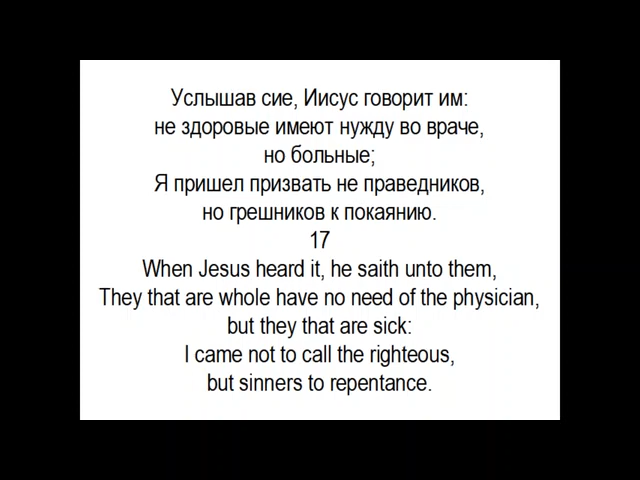 Услышав сие, Иисус говорит им:
не здоровые имеют нужду во враче,
но больные;
Я пришел призвать не праведников,
но грешников к покаянию.
17
When Jesus heard it, he saith unto them,
They that are whole have no need of the physician,
but they that are sick:
I came not to call the righteous,
but sinners to repentance.